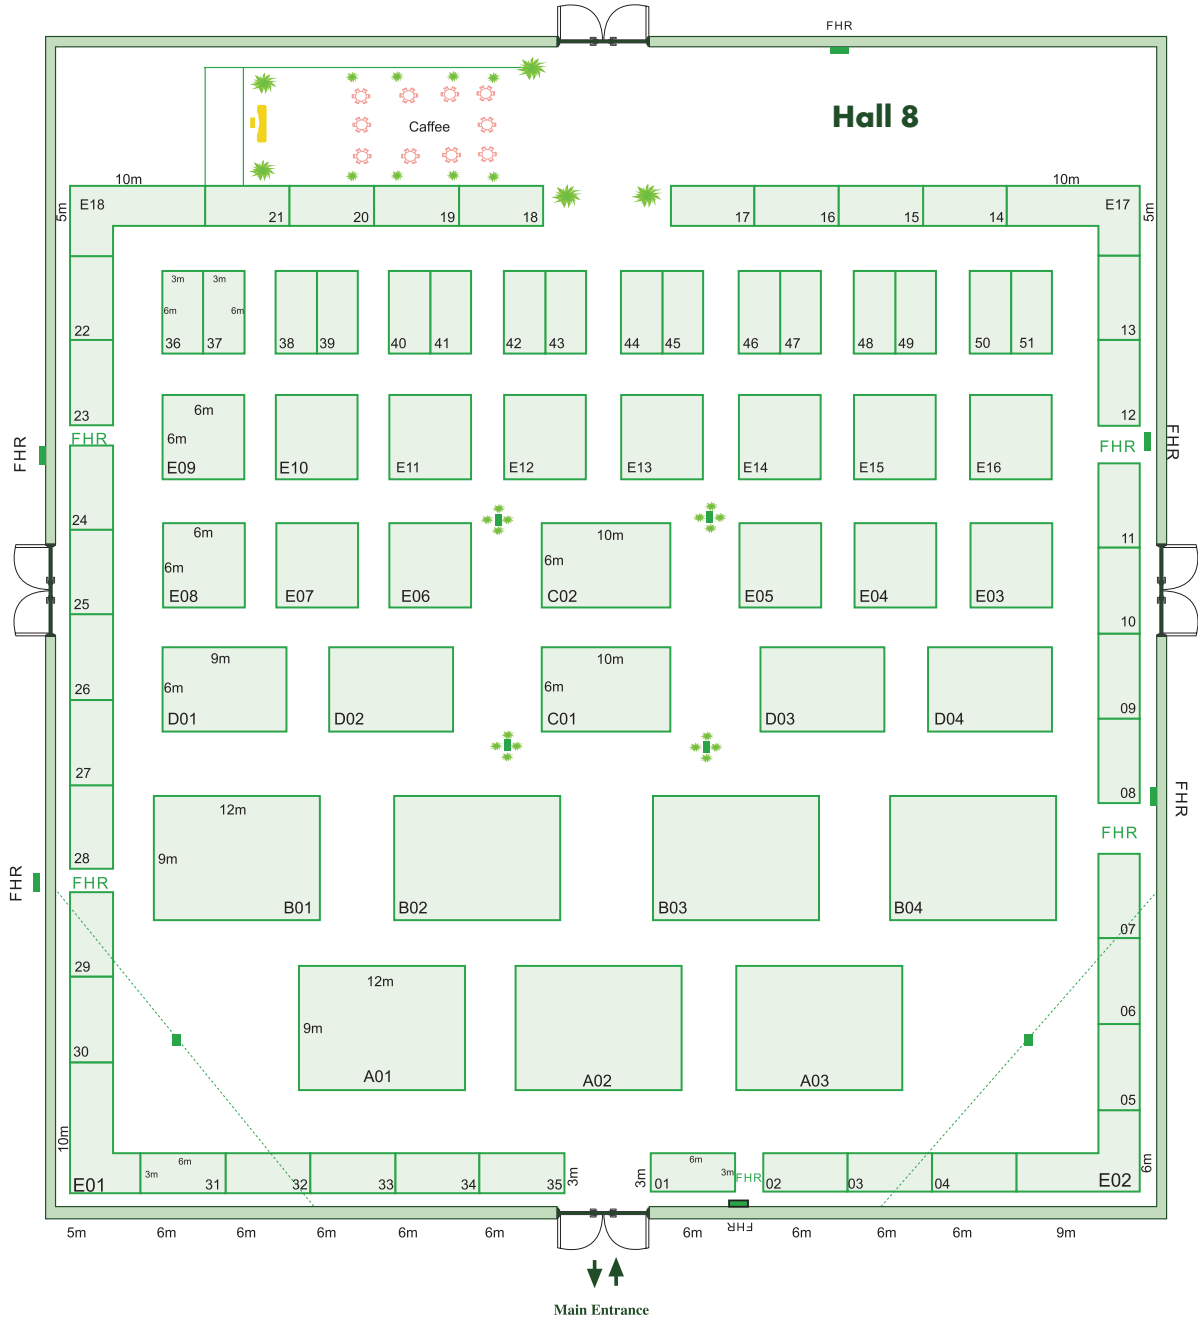 FHR
Hall 8
Caffee
10m
10m
5m
E18
21
20
19
18
17
16
15
14
E17
5m
3m
3m
6m
6m
36
37
38
39
40
41
42
43
44
45
46
47
48
49
50
51
22
13
23
12
FHR
FHR
FHR
FHR
6m
6m
E09
E10
E11
E12
E13
E14
E15
E16
24
11
6m
6m
E08
E07
E06
10m
6m
C02
E05
E04
E03
25
10
9m
6m
D01
D02
10m
6m
C01
D03
D04
26
09
27
08
FHR
12m
9m
B01
B02
B03
B04
28
FHR
FHR
FHR
07
29
06
12m
9m
A01
A02
A03
30
05
10m
E01
6m
3m
31
32
33
34
35
3m
3m
6m
3m
01
FHR
02
03
04
E02
6m
5m
6m
6m
6m
6m
6m
6m
FHR
6m
6m
6m
9m
Main Entrance